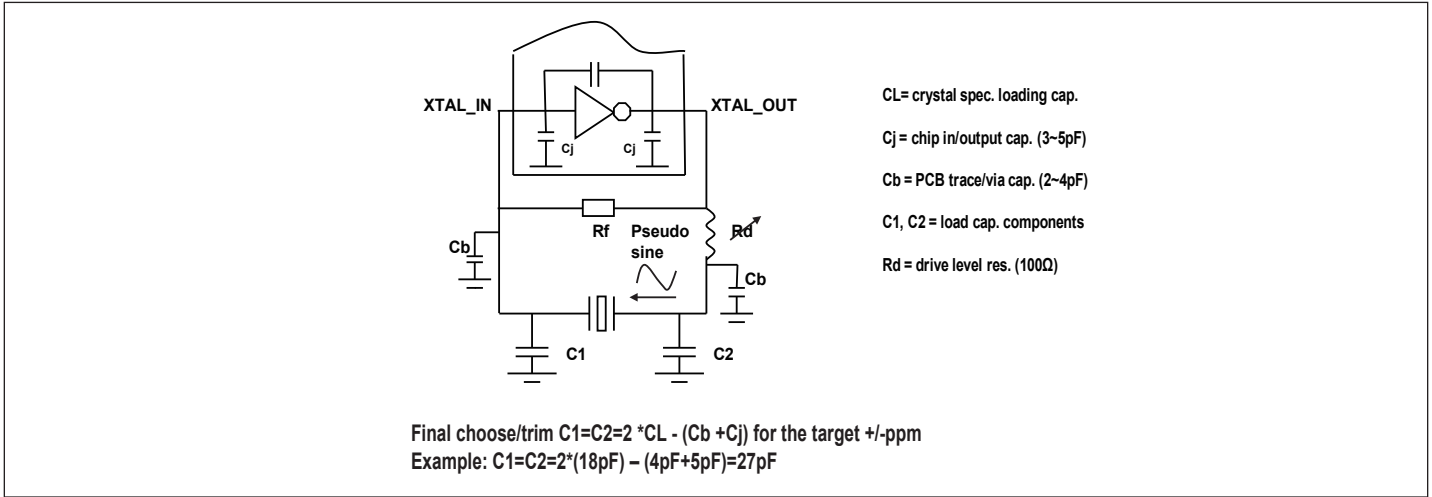 XTAL_IN
XTAL_OUT
Cj
Cj
Rf
Pseudo
sine
Rd
Cb
Cb
C1
C2
CL= crystal spec. loading cap.
Cj = chip in/output cap. (3~5pF)
Cb = PCB trace/via cap. (2~4pF)
C1, C2 = load cap. components
Rd = drive level res. (100Ω)
Final choose/trim C1=C2=2 *CL - (Cb +Cj) for the target +/-ppm
Example: C1=C2=2*(18pF) – (4pF+5pF)=27pF